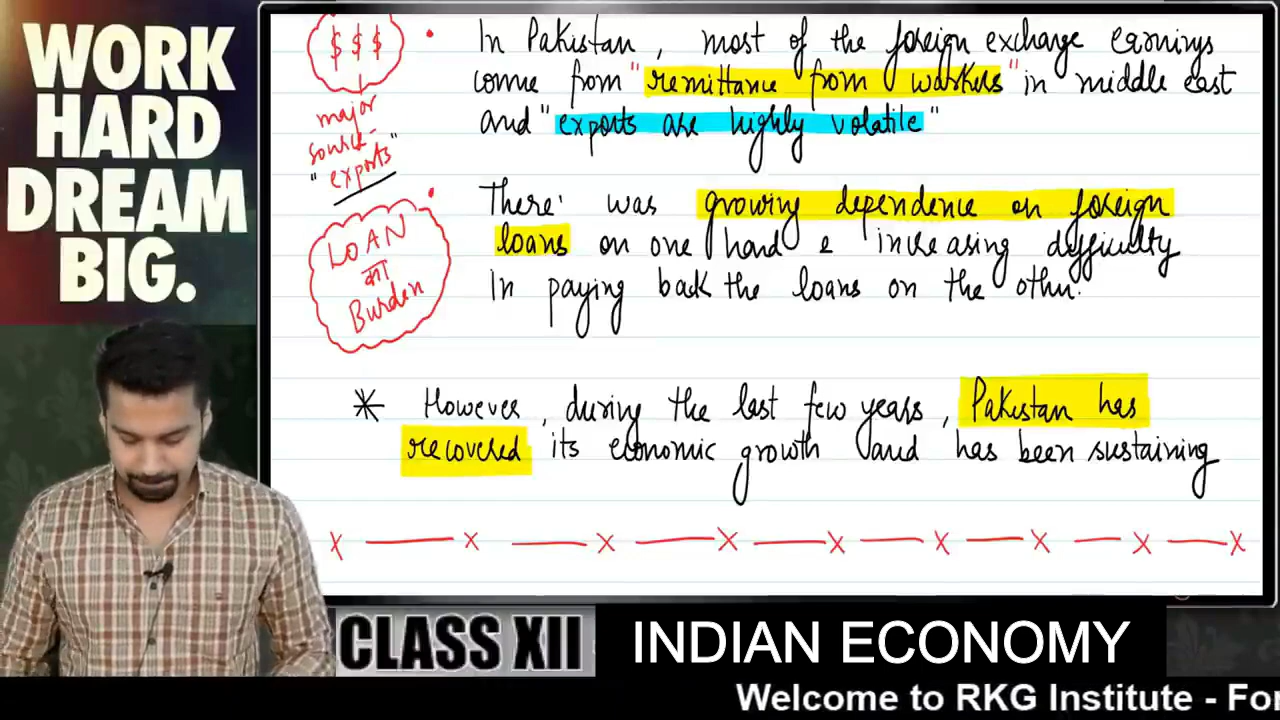 WORK
HARD
DREAM
BIG.
$ $ $
major
source-
"exports"
• In Pakistan, most of the foreign exchange earnings
come from "remittance from workers" in middle east
and "exports are highly volatile"
• There was growing dependence on foreign
loans on one hand & increasing difficulty
In paying back the loans on the other.
LOAN
का
Burden
* However, during the last few years, Pakistan has
recovered its economic growth and has been sustaining
x — x — x — x — x — x — x — x — x
CLASS XII
INDIAN ECONOMY
Welcome to RKG Institute - For